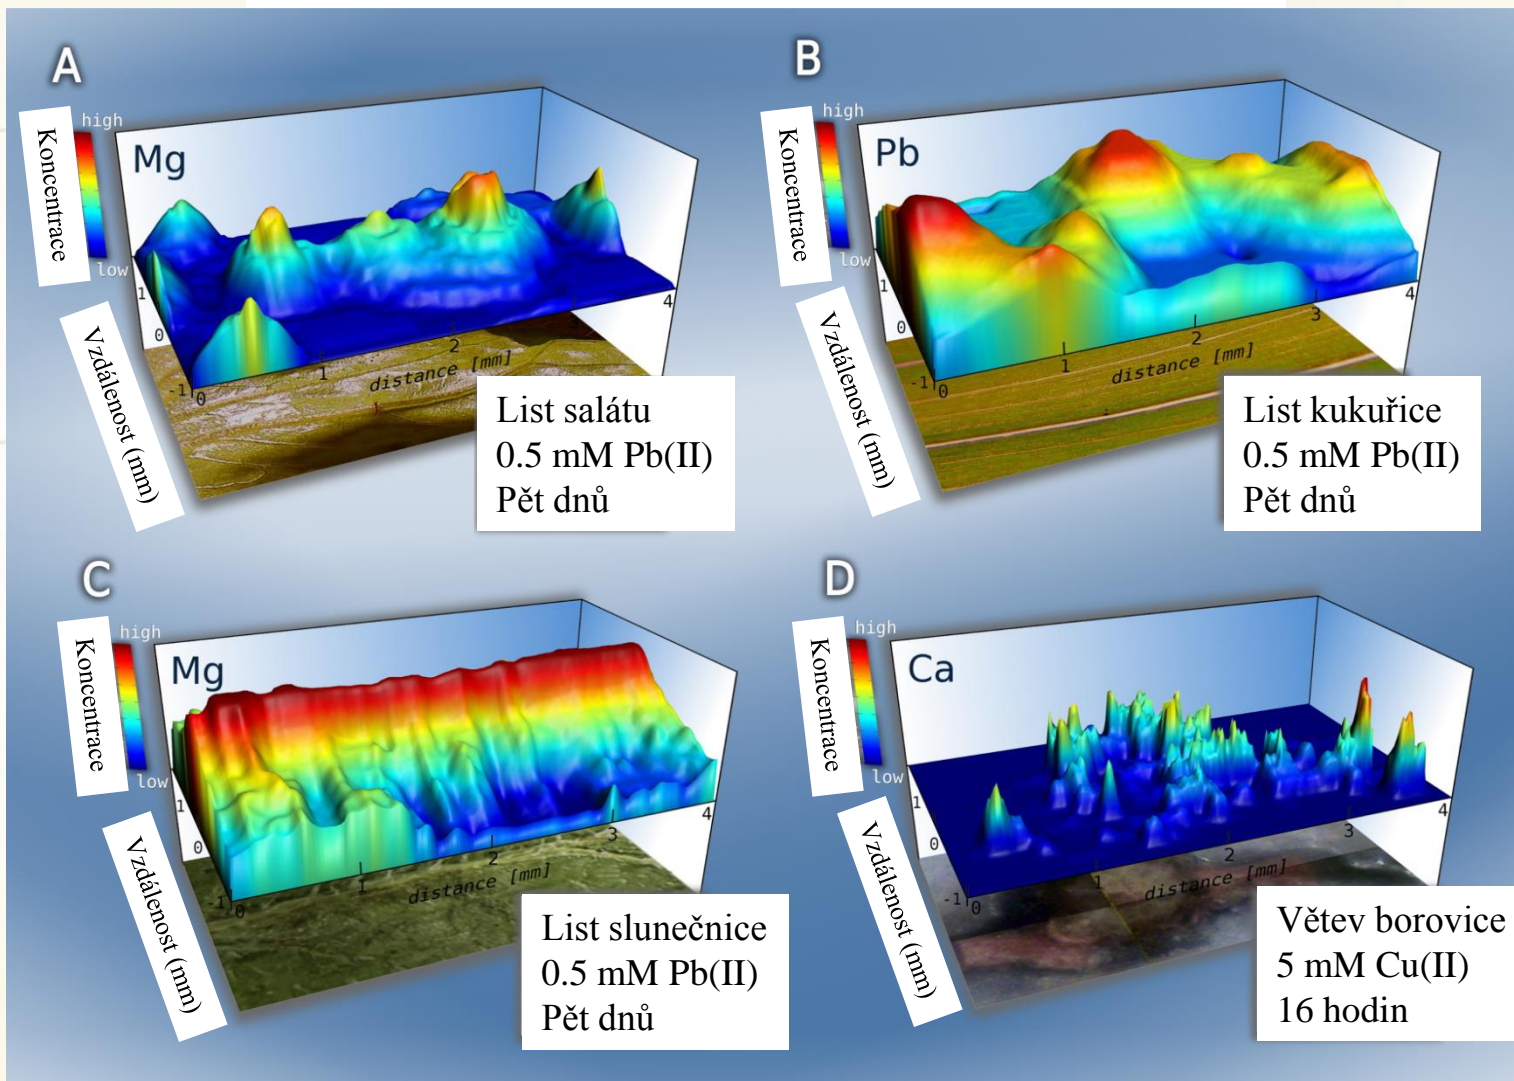 A
high
Koncentrace
low
Mg
1
0
-1
0
1
2
3
4
distance [mm]
Vzdálenost (mm)
List salátu
0.5 mM Pb(II)
Pět dnů
B
high
Koncentrace
low
Pb
1
0
-1
0
1
2
3
4
distance [mm]
Vzdálenost (mm)
List kukuřice
0.5 mM Pb(II)
Pět dnů
C
high
Koncentrace
low
Mg
1
0
-1
0
1
2
3
4
distance [mm]
Vzdálenost (mm)
List slunečnice
0.5 mM Pb(II)
Pět dnů
D
high
Koncentrace
low
Ca
1
0
-1
0
1
2
3
4
distance [mm]
Vzdálenost (mm)
Větev borovice
5 mM Cu(II)
16 hodin